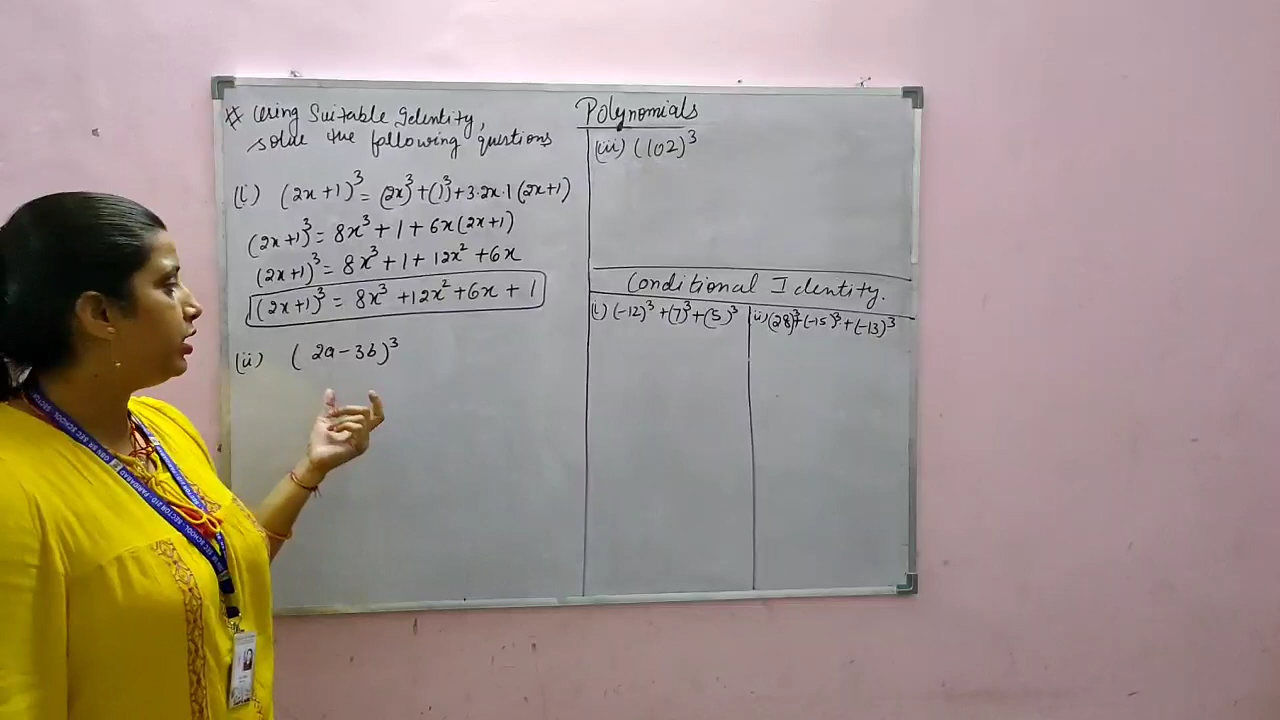 * Using Suitable Identity,
solve the following questions
(i) (2x+1)³ = (2x)³+(1)³+3·2x·1(2x+1)
(2x+1)³ = 8x³+1+6x(2x+1)
(2x+1)³ = 8x³+1+12x²+6x
(2x+1)³ = 8x³+12x²+6x+1
(ii) (2a-3b)³
Polynomials
(iii) (102)³
Conditional Identity.
(i) (-12)³+(7)³+(5)³
ii) (28)³+(-15)³+(-13)³